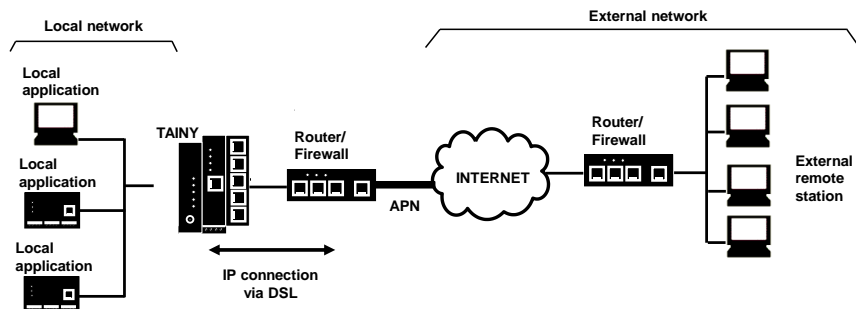 Local network
External network
Local
application
TAINY
Router/
Firewall
Router/
Firewall
Local
application
INTERNET
External
remote
station
APN
Local
application
IP connection
via DSL